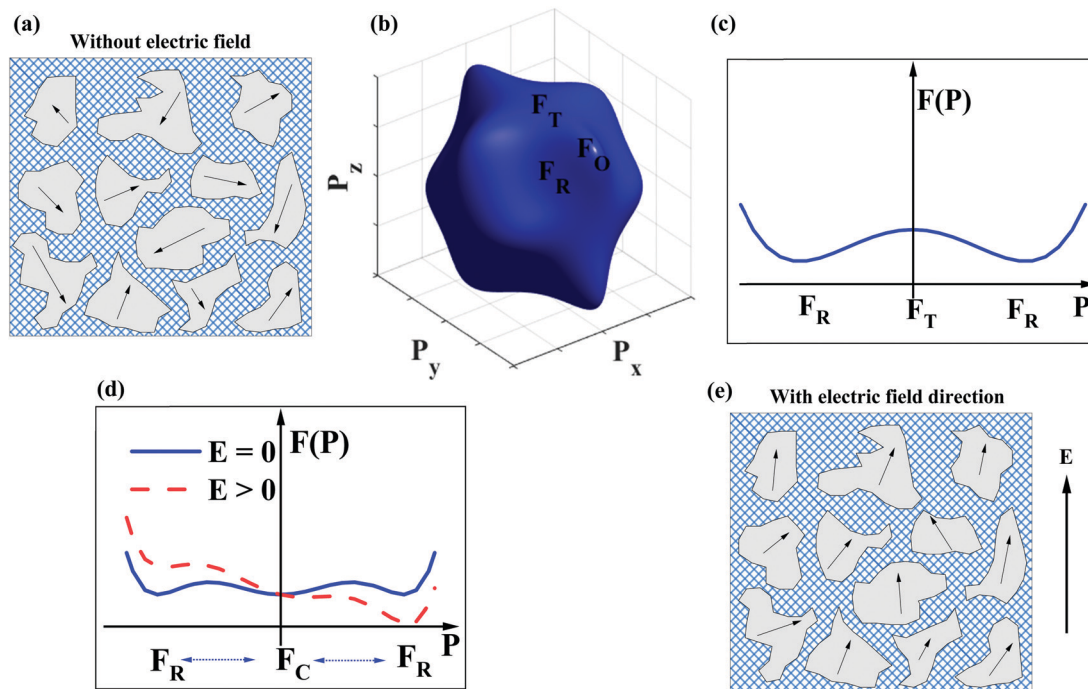 (a)
Without electric field
(b)
F_T
F_O
F_R
P_z
P_y
P_x
(c)
F(P)
F_R
F_T
F_R
P
(d)
E = 0
E > 0
F(P)
P
F_R
F_C
F_R
(e)
With electric field direction
E